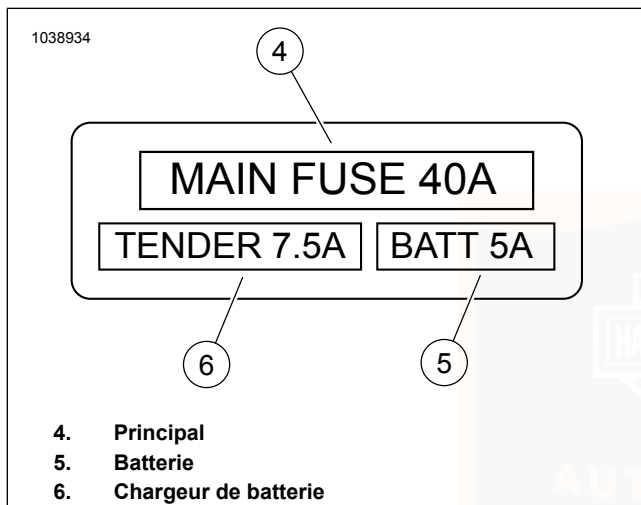 1038934
4
MAIN FUSE 40A
TENDER 7.5A BATT 5A
6 5
4. Principal
5. Batterie
6. Chargeur de batterie